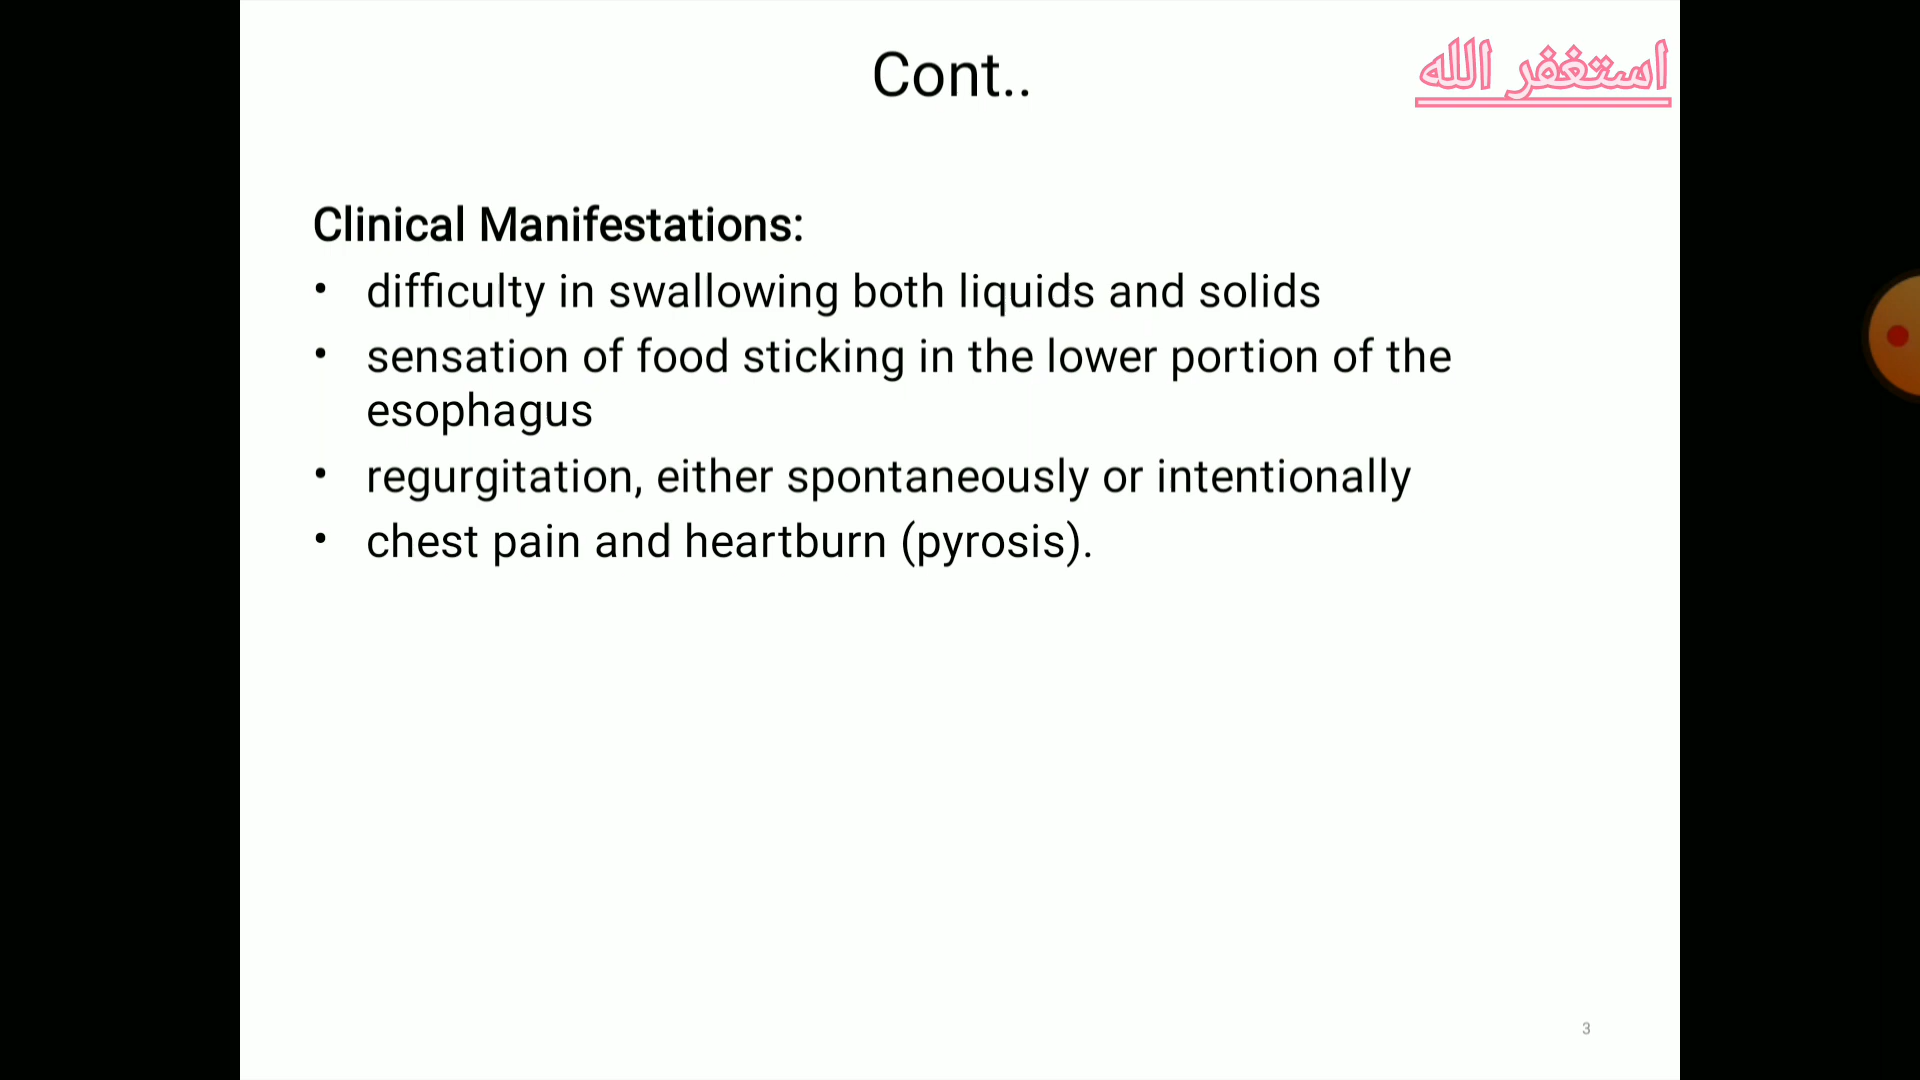 Cont..
استغفر الله
Clinical Manifestations:
• difficulty in swallowing both liquids and solids
• sensation of food sticking in the lower portion of the
esophagus
• regurgitation, either spontaneously or intentionally
• chest pain and heartburn (pyrosis).
3